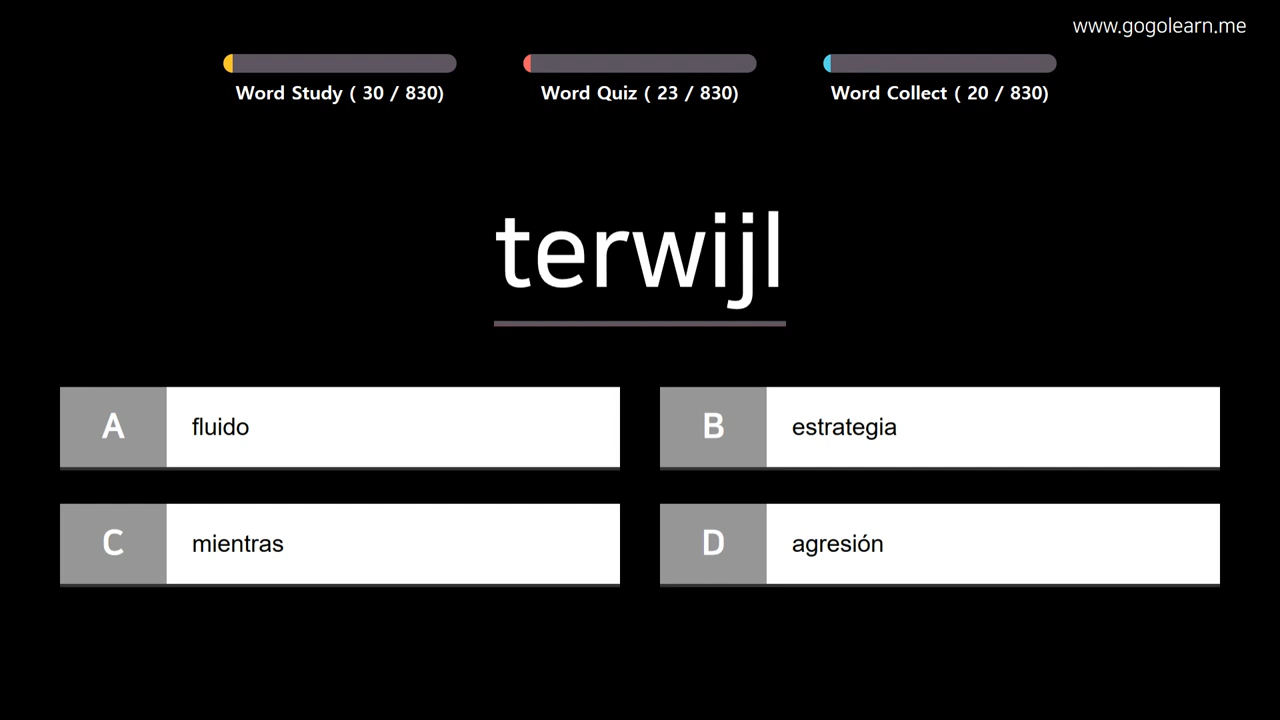 www.gogolearn.me
Word Study ( 30 / 830)
Word Quiz ( 23 / 830)
Word Collect ( 20 / 830)
terwijl
A fluido
B estrategia
C mientras
D agresión